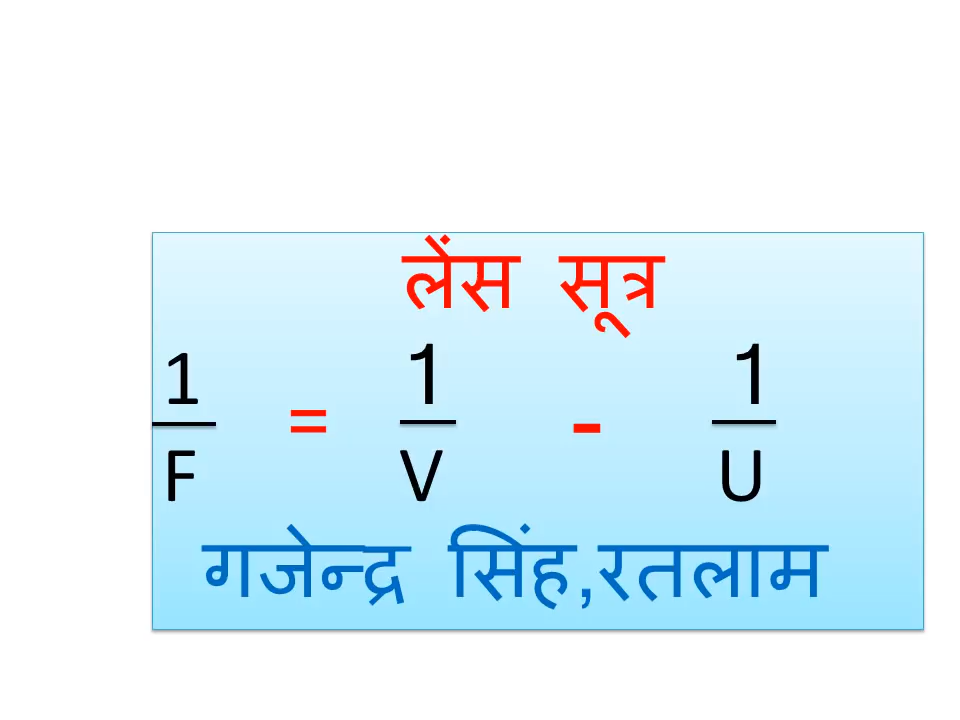 लेंस सूत्र
1 1 1
= -
F V U
गजेन्द्र सिंह,रतलाम